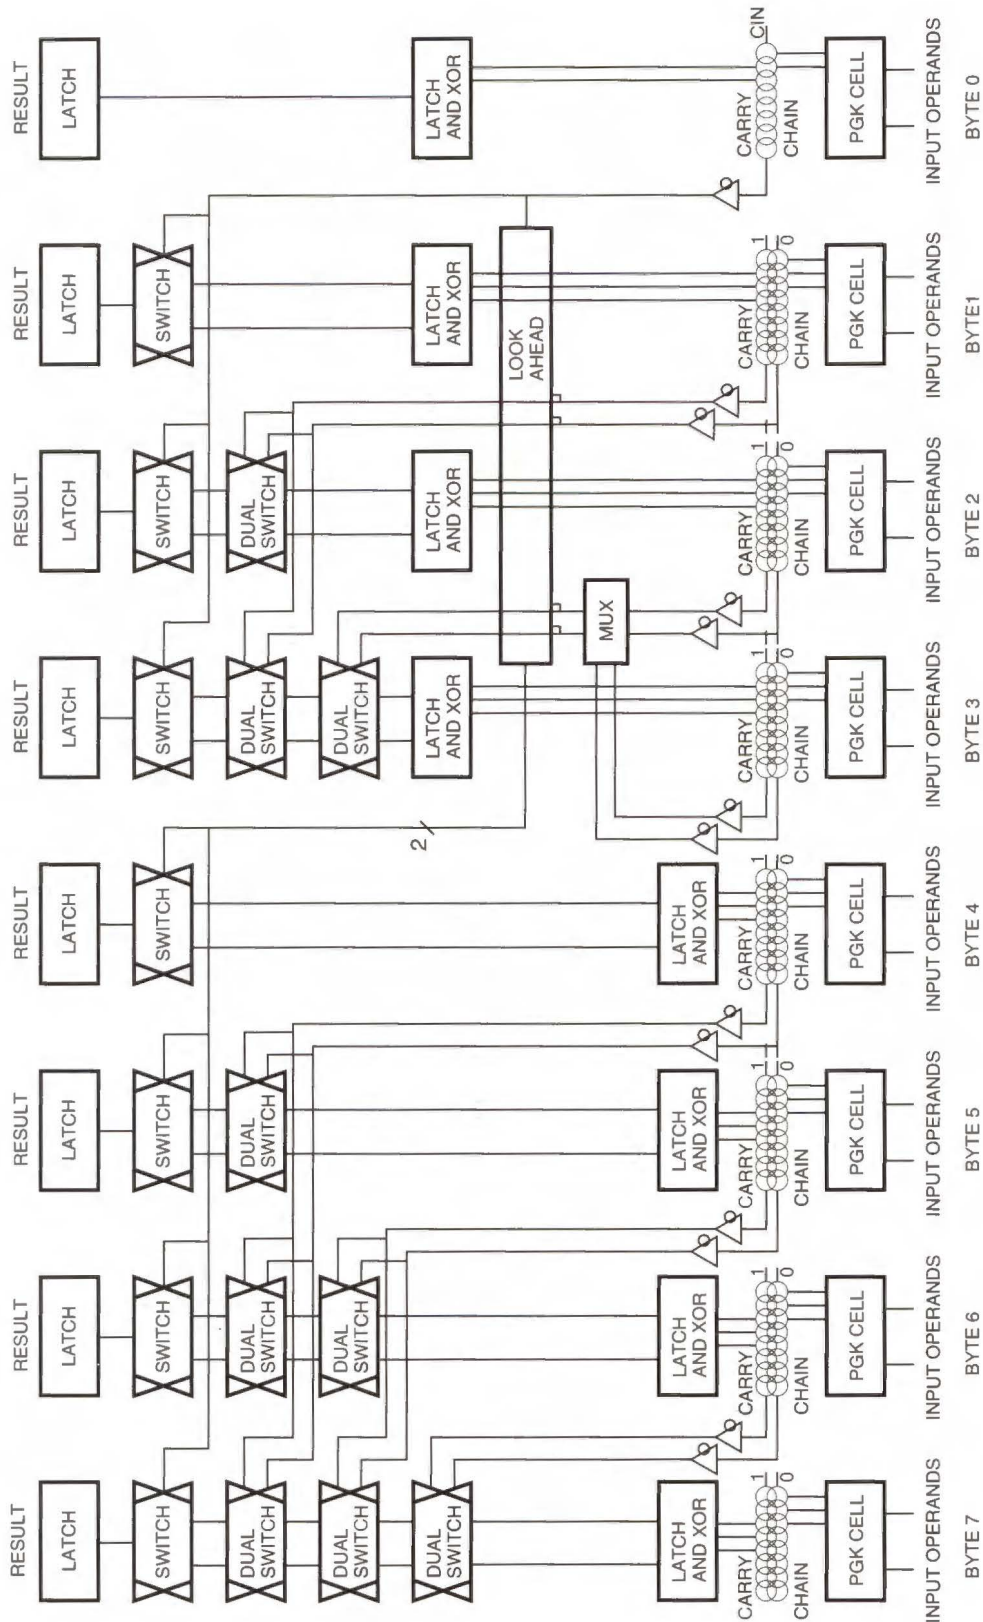 RESULT RESULT RESULT RESULT RESULT RESULT RESULT RESULT
LATCH LATCH LATCH LATCH LATCH LATCH LATCH LATCH
SWITCH SWITCH SWITCH SWITCH SWITCH SWITCH SWITCH
DUAL DUAL DUAL DUAL DUAL
SWITCH SWITCH SWITCH SWITCH SWITCH
DUAL DUAL DUAL
SWITCH SWITCH SWITCH
DUAL LATCH LATCH LATCH LATCH
SWITCH AND XOR AND XOR AND XOR AND XOR
2
LOOK
AHEAD
MUX
LATCH LATCH LATCH LATCH
AND XOR AND XOR AND XOR AND XOR
CARRY 1 CARRY 1 CARRY 1 CARRY 1 CARRY 1 CARRY 1 CARRY 1 CARRY CIN
CHAIN 0 CHAIN 0 CHAIN 0 CHAIN 0 CHAIN 0 CHAIN 0 CHAIN 0 CHAIN
PGK CELL PGK CELL PGK CELL PGK CELL PGK CELL PGK CELL PGK CELL PGK CELL
INPUT OPERANDS INPUT OPERANDS INPUT OPERANDS INPUT OPERANDS INPUT OPERANDS INPUT OPERANDS INPUT OPERANDS INPUT OPERANDS
BYTE 7 BYTE 6 BYTE 5 BYTE 4 BYTE 3 BYTE 2 BYTE1 BYTE 0